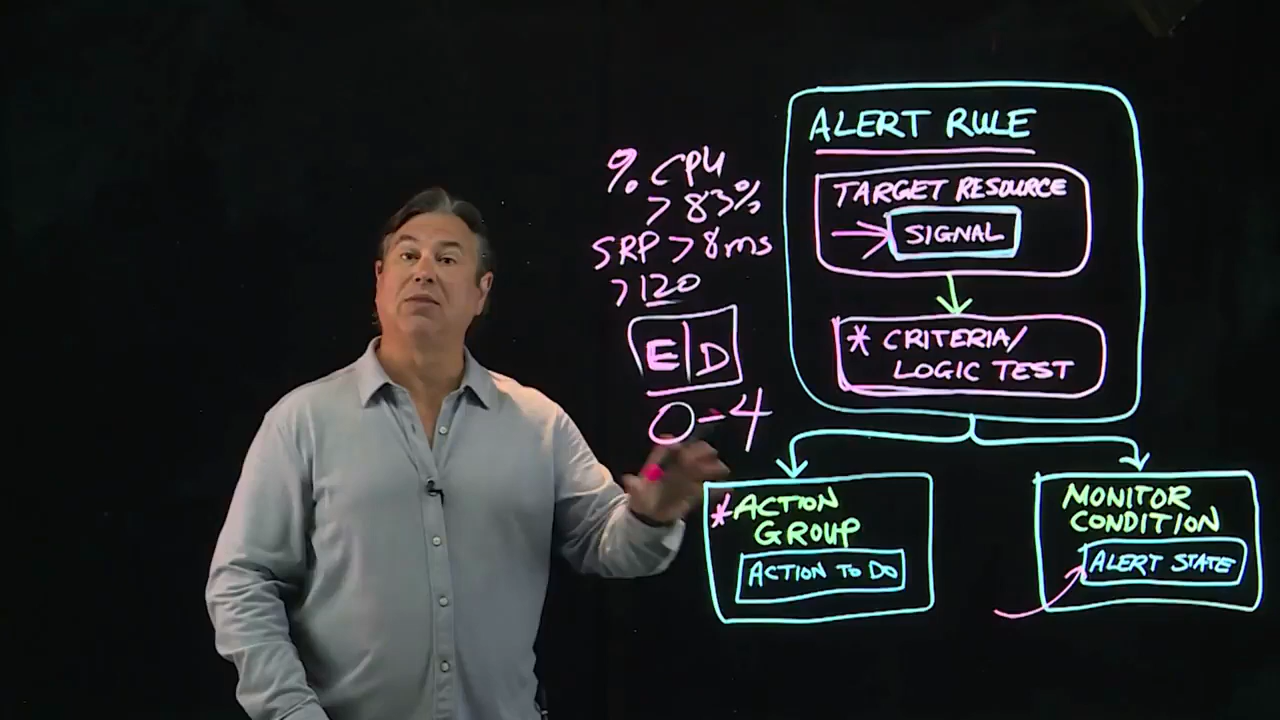 % CPU
> 83%
SRP > 8ms
> 120
E | D
0-4
ALERT RULE
TARGET RESOURCE
→ SIGNAL
* CRITERIA/
LOGIC TEST
* ACTION
GROUP
ACTION TO DO
MONITOR
CONDITION
ALERT STATE